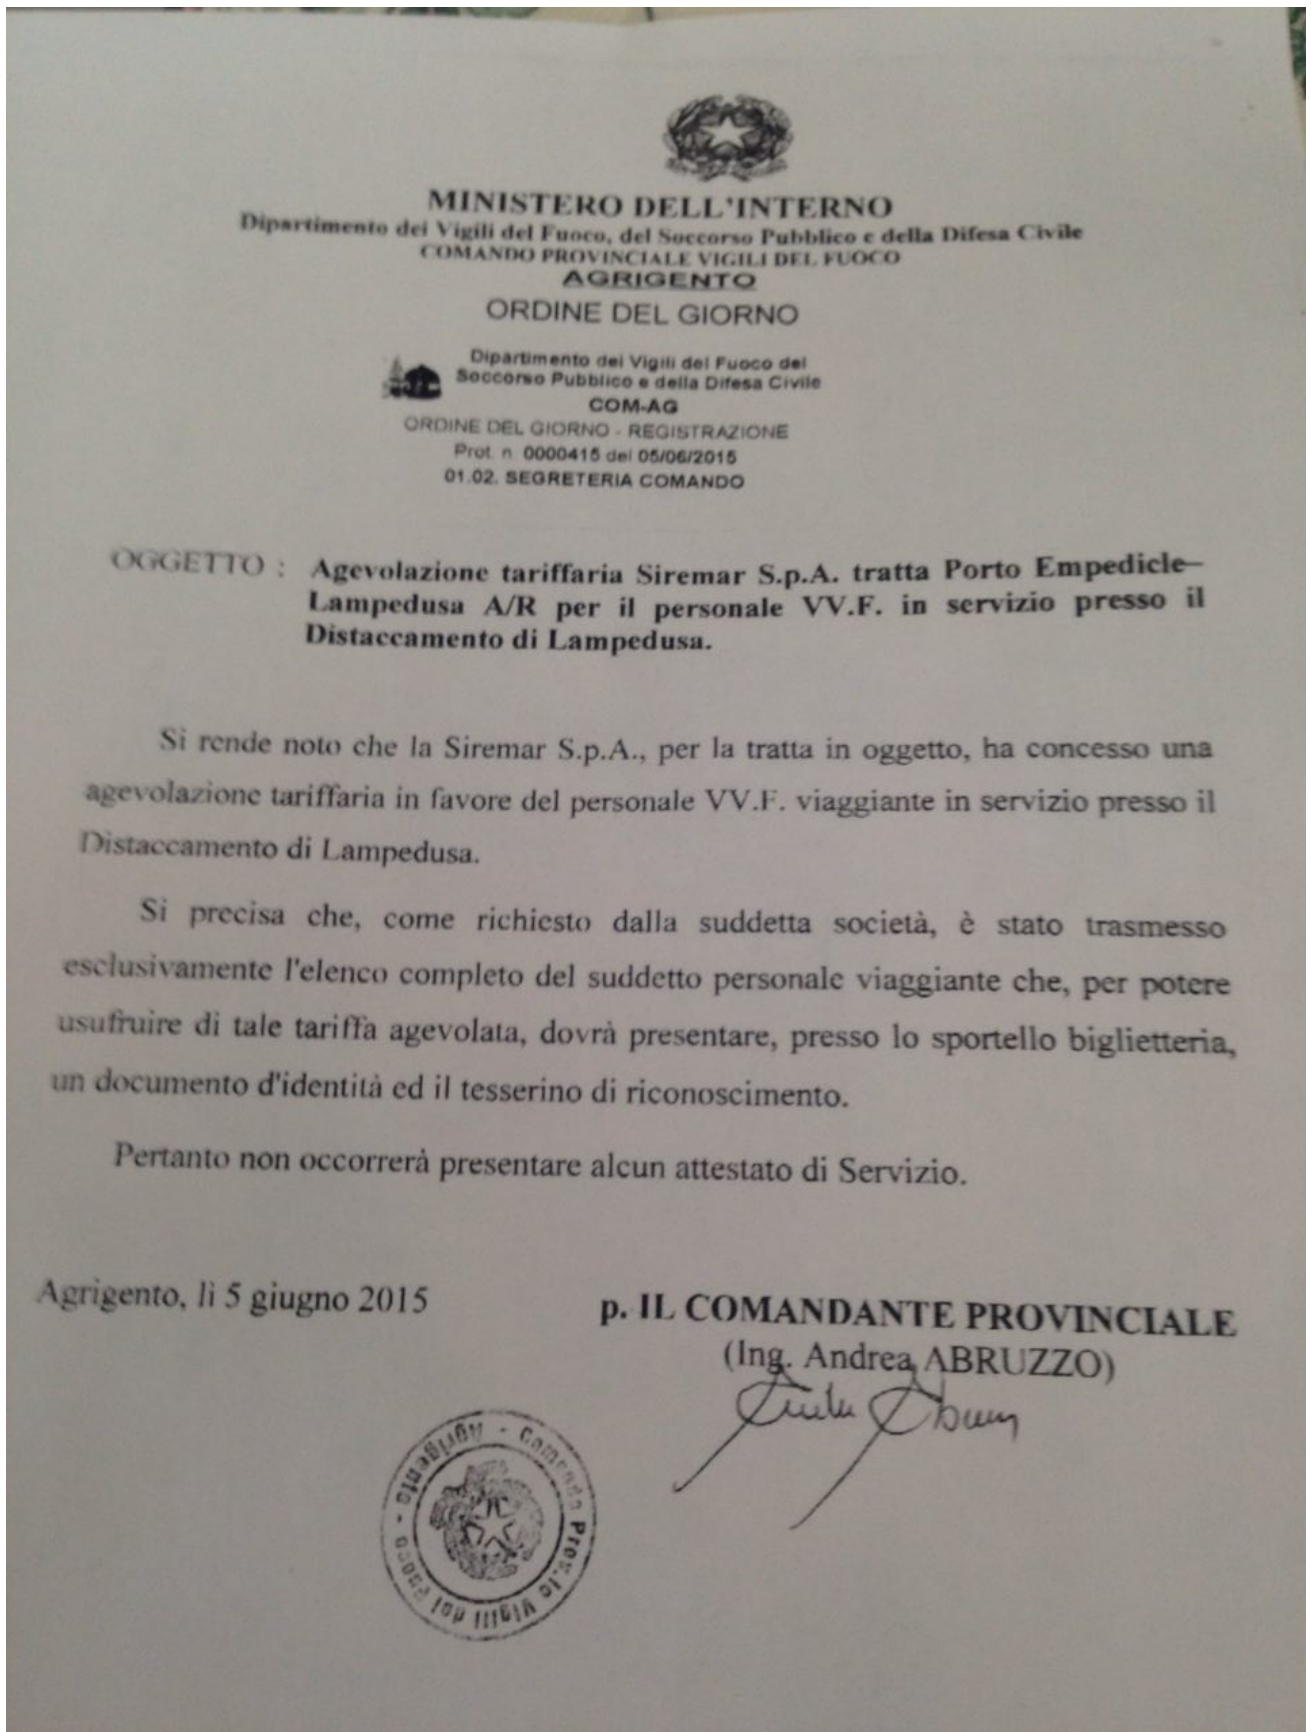 MINISTERO DELL'INTERNO
Dipartimento dei Vigili del Fuoco, del Soccorso Pubblico e della Difesa Civile
COMANDO PROVINCIALE VIGILI DEL FUOCO
AGRIGENTO
ORDINE DEL GIORNO
Dipartimento dei Vigili del Fuoco del
Soccorso Pubblico e della Difesa Civile
COM-AG
ORDINE DEL GIORNO - REGISTRAZIONE
Prot. n. 0000415 del 05/06/2015
01.02. SEGRETERIA COMANDO
OGGETTO : Agevolazione tariffaria Siremar S.p.A. tratta Porto Empedicle–
Lampedusa A/R per il personale VV.F. in servizio presso il
Distaccamento di Lampedusa.
Si rende noto che la Siremar S.p.A., per la tratta in oggetto, ha concesso una
agevolazione tariffaria in favore del personale VV.F. viaggiante in servizio presso il
Distaccamento di Lampedusa.
Si precisa che, come richiesto dalla suddetta società, è stato trasmesso
esclusivamente l'elenco completo del suddetto personale viaggiante che, per potere
usufruire di tale tariffa agevolata, dovrà presentare, presso lo sportello biglietteria,
un documento d'identità ed il tesserino di riconoscimento.
Pertanto non occorrerà presentare alcun attestato di Servizio.
Agrigento, lì 5 giugno 2015
p. IL COMANDANTE PROVINCIALE
(Ing. Andrea ABRUZZO)
Comando Prov.le Vigili del Fuoco - Agrigento -